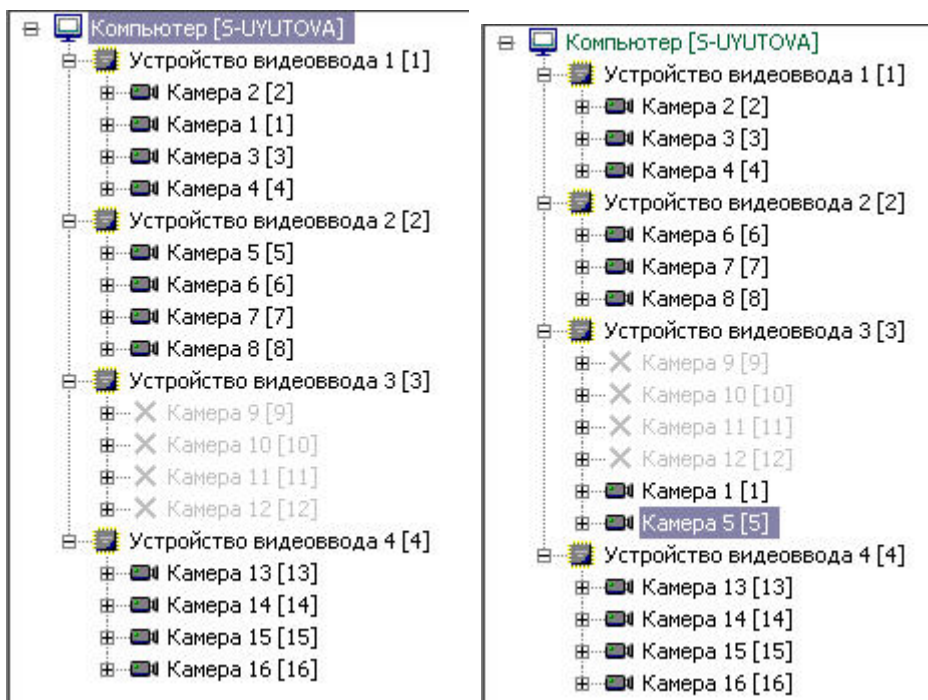 Компьютер [S-UYUTOVA]
Устройство видеоввода 1 [1]
Камера 2 [2]
Камера 1 [1]
Камера 3 [3]
Камера 4 [4]
Устройство видеоввода 2 [2]
Камера 5 [5]
Камера 6 [6]
Камера 7 [7]
Камера 8 [8]
Устройство видеоввода 3 [3]
Камера 9 [9]
Камера 10 [10]
Камера 11 [11]
Камера 12 [12]
Устройство видеоввода 4 [4]
Камера 13 [13]
Камера 14 [14]
Камера 15 [15]
Камера 16 [16]
Компьютер [S-UYUTOVA]
Устройство видеоввода 1 [1]
Камера 2 [2]
Камера 3 [3]
Камера 4 [4]
Устройство видеоввода 2 [2]
Камера 6 [6]
Камера 7 [7]
Камера 8 [8]
Устройство видеоввода 3 [3]
Камера 9 [9]
Камера 10 [10]
Камера 11 [11]
Камера 12 [12]
Камера 1 [1]
Камера 5 [5]
Устройство видеоввода 4 [4]
Камера 13 [13]
Камера 14 [14]
Камера 15 [15]
Камера 16 [16]